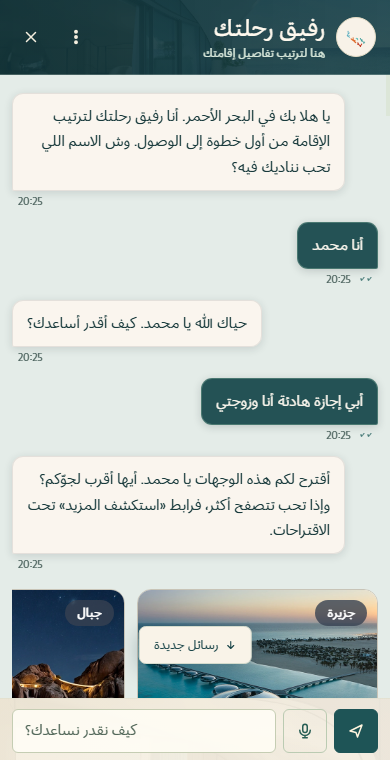 رفيق رحلتك
هنا لترتيب تفاصيل إقامتك
يا هلا بك في البحر الأحمر. أنا رفيق رحلتك لترتيب
الإقامة من أول خطوة إلى الوصول. وش الاسم اللي
تحب نناديك فيه؟
20:25
أنا محمد
20:25
حياك الله يا محمد. كيف أقدر أساعدك؟
20:25
أبي إجازة هادئة أنا وزوجتي
20:25
أقترح لكم هذه الوجهات يا محمد. أيها أقرب لجوّكم؟
وإذا تحب تتصفح أكثر، فرابط «استكشف المزيد» تحت
الاقتراحات.
20:25
جزيرة
جبال
رسائل جديدة
كيف نقدر نساعدك؟